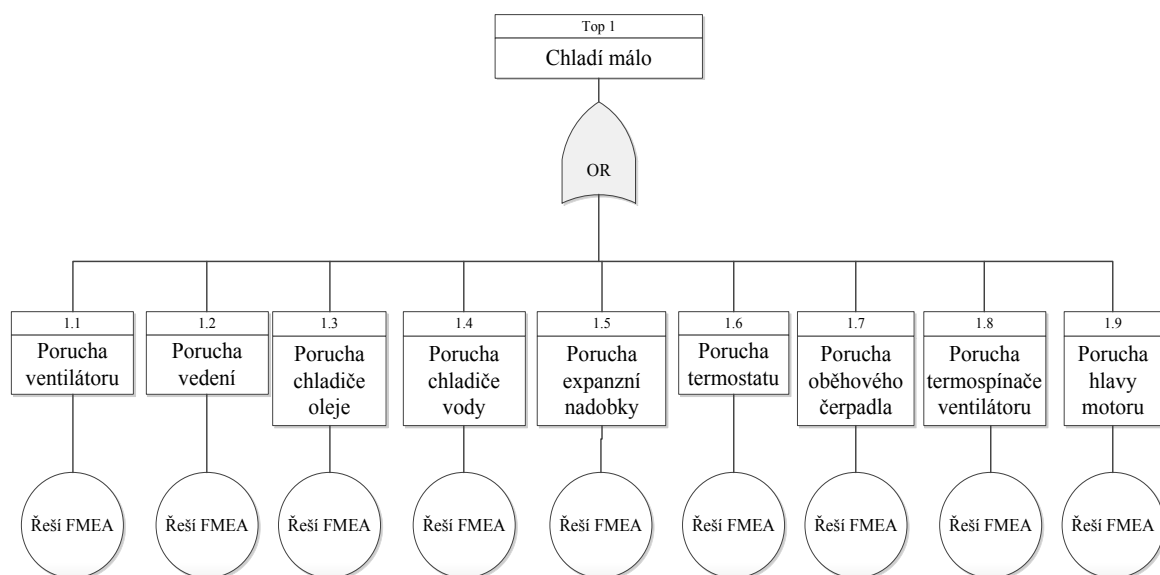 Top 1
Chladí málo
OR
1.1
Porucha
ventilátoru
1.2
Porucha
vedení
1.3
Porucha
chladiče
oleje
1.4
Porucha
chladiče
vody
1.5
Porucha
expanzní
nadobky
1.6
Porucha
termostatu
1.7
Porucha
oběhového
čerpadla
1.8
Porucha
termospínače
ventilátoru
1.9
Porucha
hlavy
motoru
Řeší FMEA
Řeší FMEA
Řeší FMEA
Řeší FMEA
Řeší FMEA
Řeší FMEA
Řeší FMEA
Řeší FMEA
Řeší FMEA